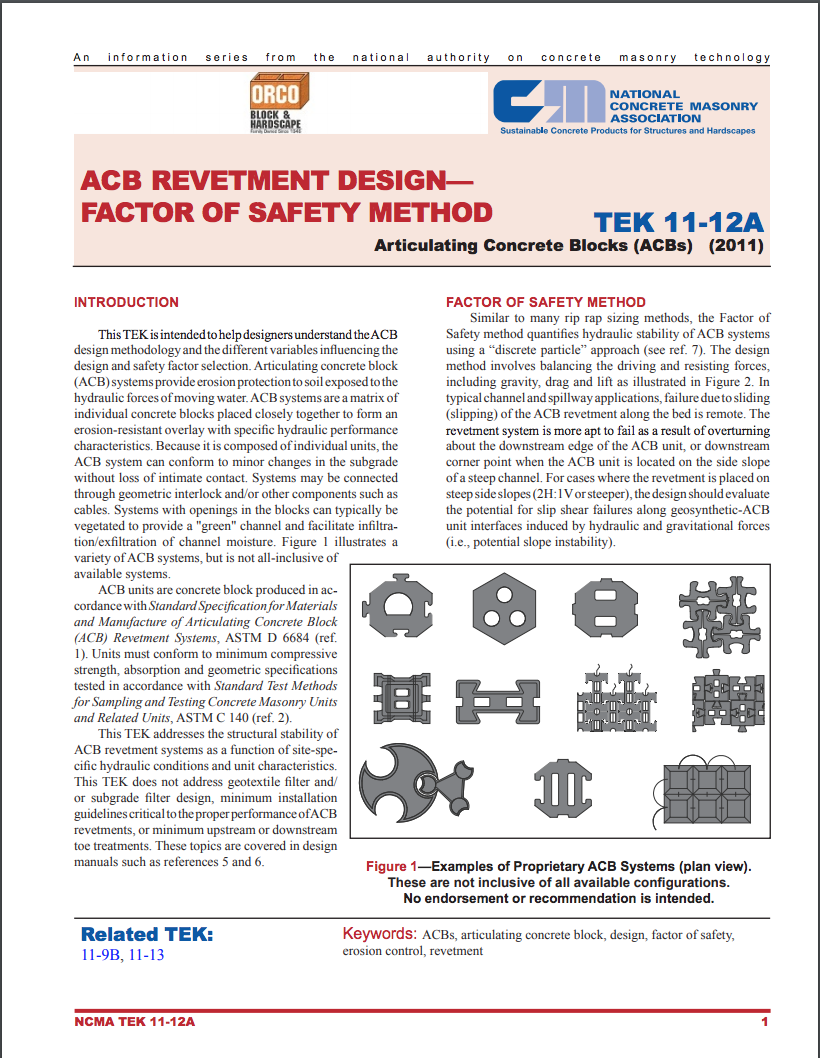 An information series from the national authority on concrete masonry technology
ORCO
BLOCK &
HARDSCAPE
Family Owned Since 1946
NATIONAL
CONCRETE MASONRY
ASSOCIATION
Sustainable Concrete Products for Structures and Hardscapes
ACB REVETMENT DESIGN—
FACTOR OF SAFETY METHOD
TEK 11-12A
Articulating Concrete Blocks (ACBs) (2011)
INTRODUCTION
This TEK is intended to help designers understand the ACB
design methodology and the different variables influencing the
design and safety factor selection. Articulating concrete block
(ACB) systems provide erosion protection to soil exposed to the
hydraulic forces of moving water. ACB systems are a matrix of
individual concrete blocks placed closely together to form an
erosion-resistant overlay with specific hydraulic performance
characteristics. Because it is composed of individual units, the
ACB system can conform to minor changes in the subgrade
without loss of intimate contact. Systems may be connected
through geometric interlock and/or other components such as
cables. Systems with openings in the blocks can typically be
vegetated to provide a "green" channel and facilitate infiltra-
tion/exfiltration of channel moisture. Figure 1 illustrates a
variety of ACB systems, but is not all-inclusive of
available systems.
ACB units are concrete block produced in ac-
cordance with Standard Specification for Materials
and Manufacture of Articulating Concrete Block
(ACB) Revetment Systems, ASTM D 6684 (ref.
1). Units must conform to minimum compressive
strength, absorption and geometric specifications
tested in accordance with Standard Test Methods
for Sampling and Testing Concrete Masonry Units
and Related Units, ASTM C 140 (ref. 2).
This TEK addresses the structural stability of
ACB revetment systems as a function of site-spe-
cific hydraulic conditions and unit characteristics.
This TEK does not address geotextile filter and/
or subgrade filter design, minimum installation
guidelines critical to the proper performance of ACB
revetments, or minimum upstream or downstream
toe treatments. These topics are covered in design
manuals such as references 5 and 6.
FACTOR OF SAFETY METHOD
Similar to many rip rap sizing methods, the Factor of
Safety method quantifies hydraulic stability of ACB systems
using a “discrete particle” approach (see ref. 7). The design
method involves balancing the driving and resisting forces,
including gravity, drag and lift as illustrated in Figure 2. In
typical channel and spillway applications, failure due to sliding
(slipping) of the ACB revetment along the bed is remote. The
revetment system is more apt to fail as a result of overturning
about the downstream edge of the ACB unit, or downstream
corner point when the ACB unit is located on the side slope
of a steep channel. For cases where the revetment is placed on
steep side slopes (2H:1V or steeper), the design should evaluate
the potential for slip shear failures along geosynthetic-ACB
unit interfaces induced by hydraulic and gravitational forces
(i.e., potential slope instability).
Figure 1—Examples of Proprietary ACB Systems (plan view).
These are not inclusive of all available configurations.
No endorsement or recommendation is intended.
Related TEK:
11-9B, 11-13
Keywords: ACBs, articulating concrete block, design, factor of safety,
erosion control, revetment
NCMA TEK 11-12A
1